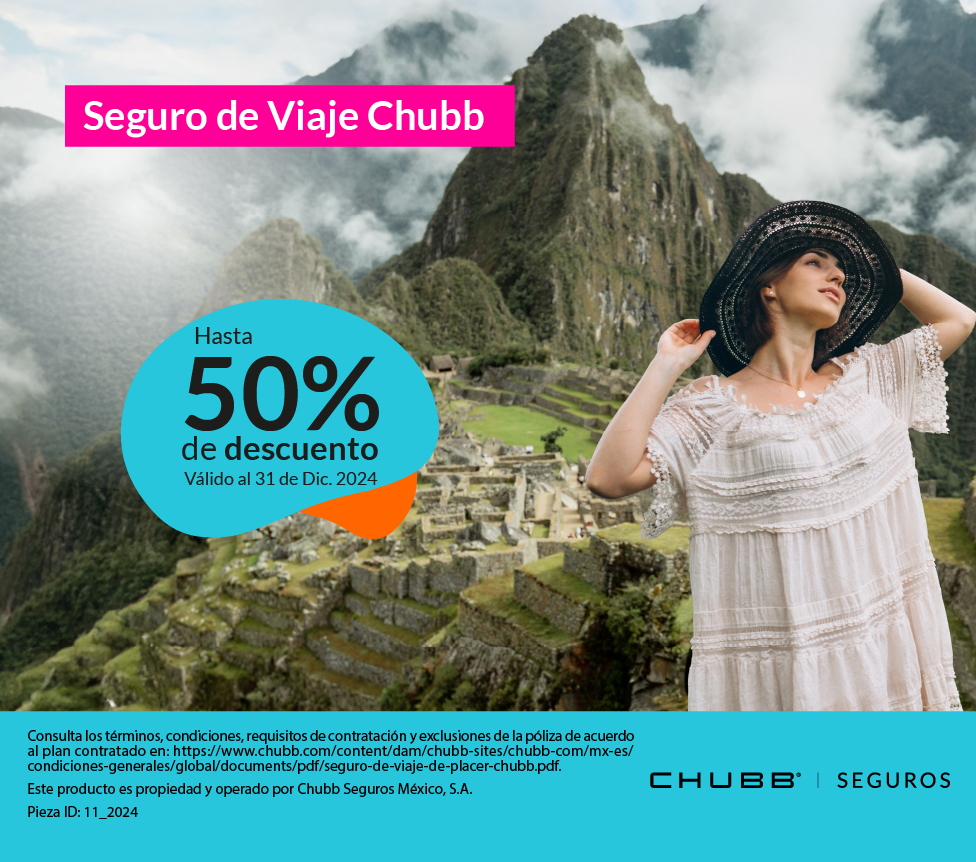 Seguro de Viaje Chubb
Hasta
50%
de descuento
Válido al 31 de Dic. 2024
Consulta los términos, condiciones, requisitos de contratación y exclusiones de la póliza de acuerdo
al plan contratado en: https://www.chubb.com/content/dam/chubb-sites/chubb-com/mx-es/
condiciones-generales/global/documents/pdf/seguro-de-viaje-de-placer-chubb.pdf.
Este producto es propiedad y operado por Chubb Seguros México, S.A.
Pieza ID: 11_2024
CHUBB® | SEGUROS